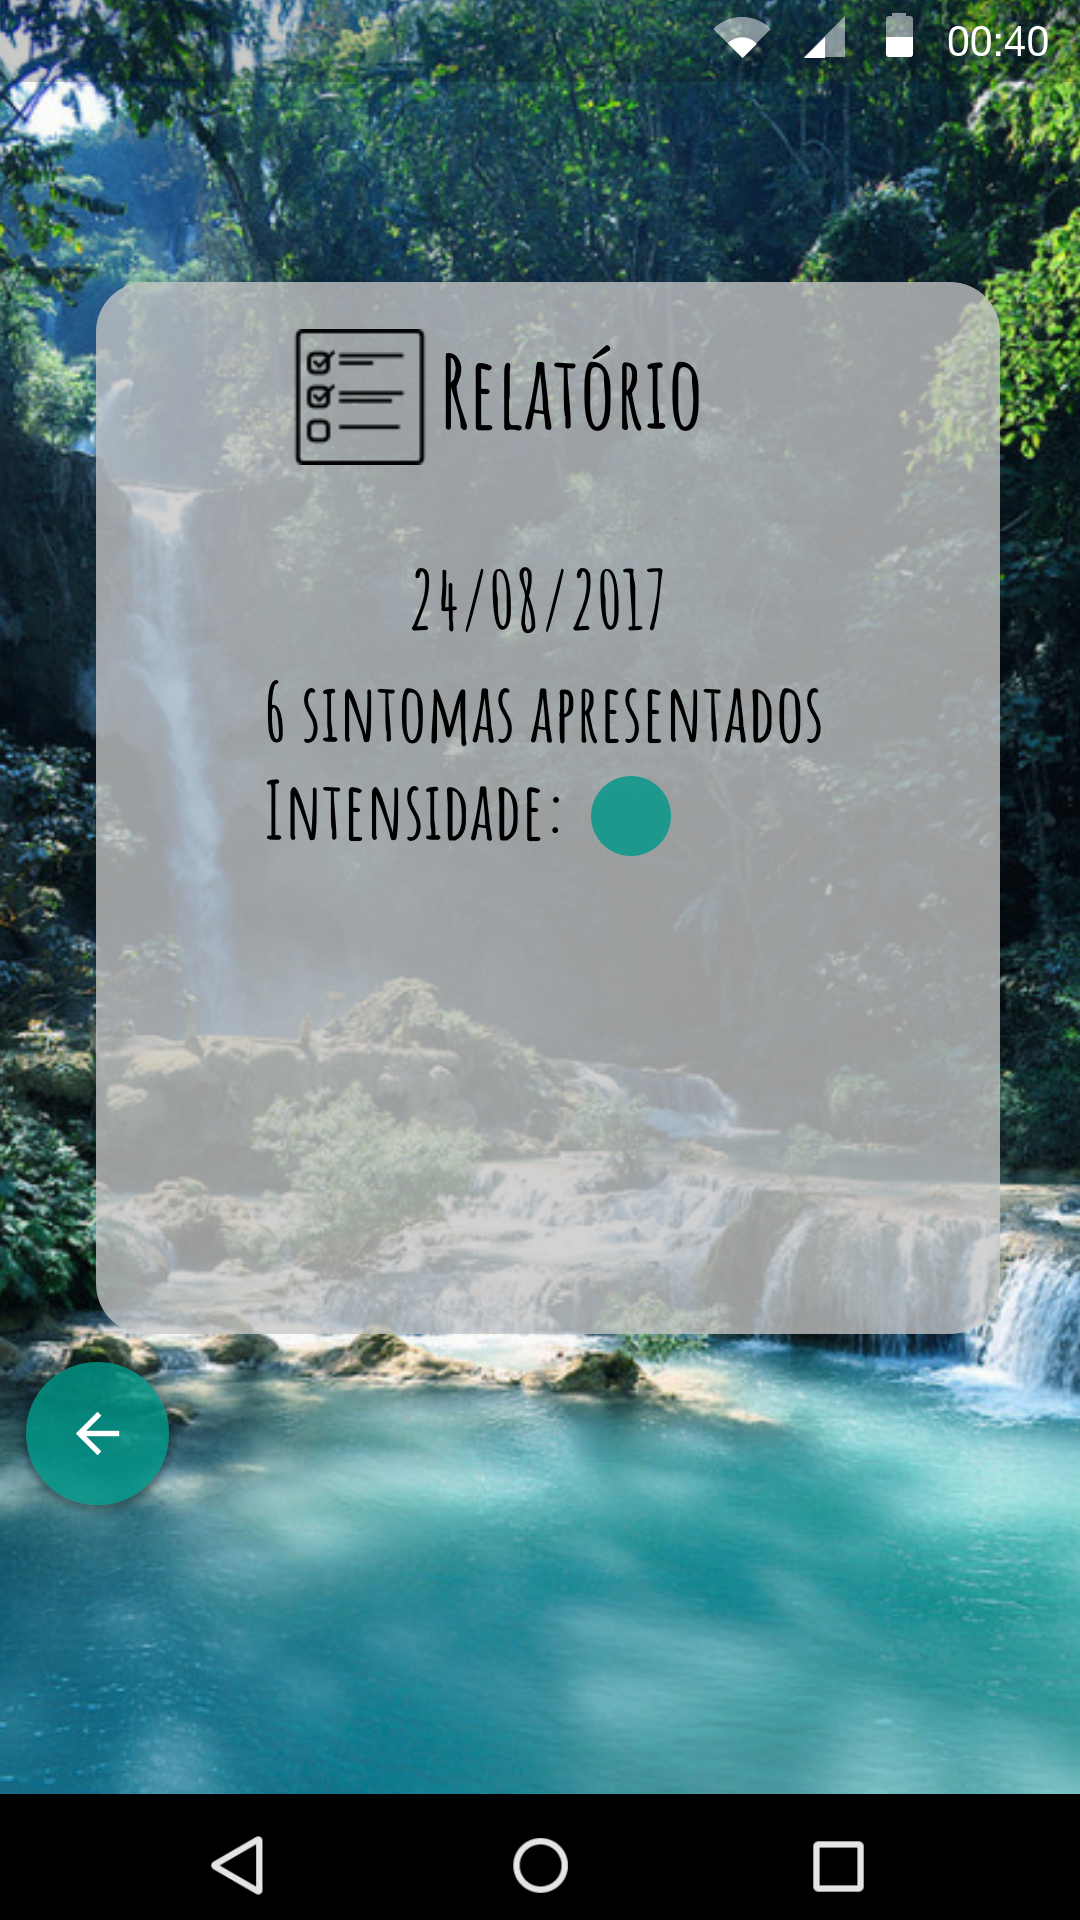 00:40
Relatório
24/08/2017
6 sintomas apresentados
Intensidade: